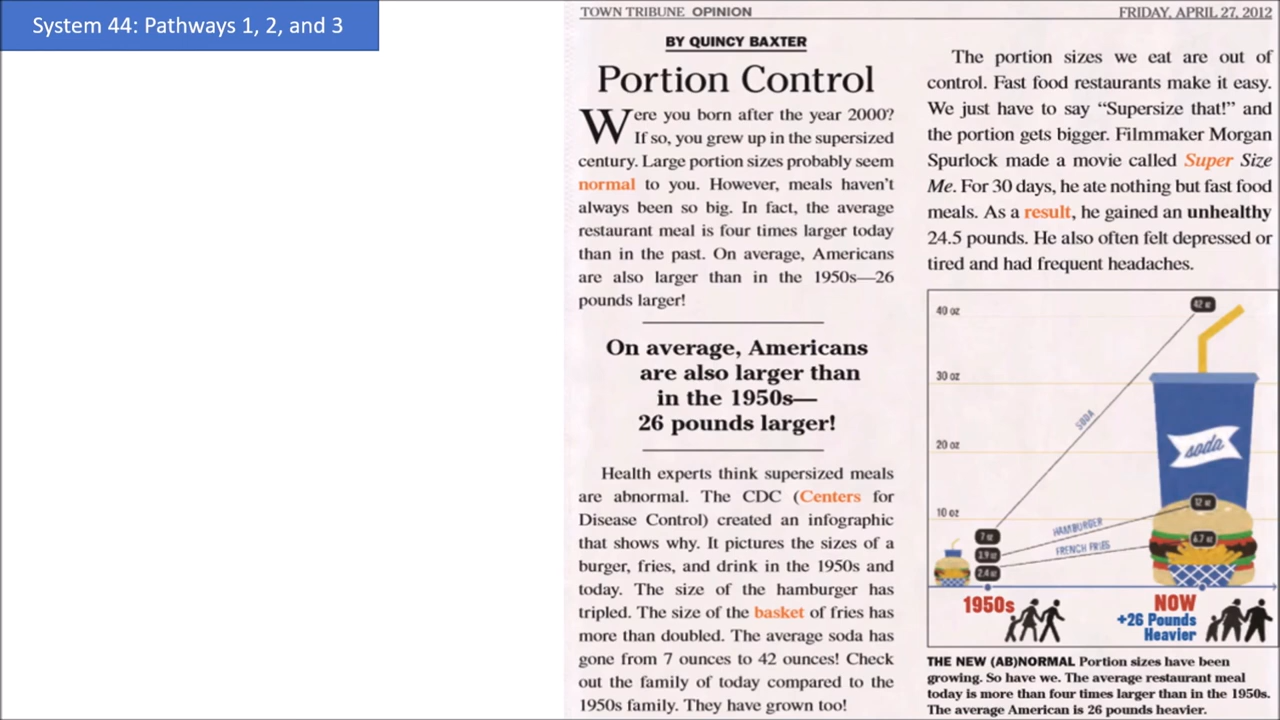 System 44: Pathways 1, 2, and 3
TOWN TRIBUNE OPINION
FRIDAY, APRIL 27, 2012
BY QUINCY BAXTER
Portion Control
Were you born after the year 2000?
If so, you grew up in the supersized
century. Large portion sizes probably seem
normal to you. However, meals haven't
always been so big. In fact, the average
restaurant meal is four times larger today
than in the past. On average, Americans
are also larger than in the 1950s—26
pounds larger!
On average, Americans
are also larger than
in the 1950s—
26 pounds larger!
Health experts think supersized meals
are abnormal. The CDC (Centers for
Disease Control) created an infographic
that shows why. It pictures the sizes of a
burger, fries, and drink in the 1950s and
today. The size of the hamburger has
tripled. The size of the basket of fries has
more than doubled. The average soda has
gone from 7 ounces to 42 ounces! Check
out the family of today compared to the
1950s family. They have grown too!
The portion sizes we eat are out of
control. Fast food restaurants make it easy.
We just have to say “Supersize that!” and
the portion gets bigger. Filmmaker Morgan
Spurlock made a movie called Super Size
Me. For 30 days, he ate nothing but fast food
meals. As a result, he gained an unhealthy
24.5 pounds. He also often felt depressed or
tired and had frequent headaches.
40 oz
30 oz
20 oz
10 oz
42 oz
SODA
soda
12 oz
HAMBURGER
6.7 oz
FRENCH FRIES
7 oz
3.9 oz
2.4 oz
1950s
NOW
+26 Pounds
Heavier
THE NEW (AB)NORMAL Portion sizes have been
growing. So have we. The average restaurant meal
today is more than four times larger than in the 1950s.
The average American is 26 pounds heavier.